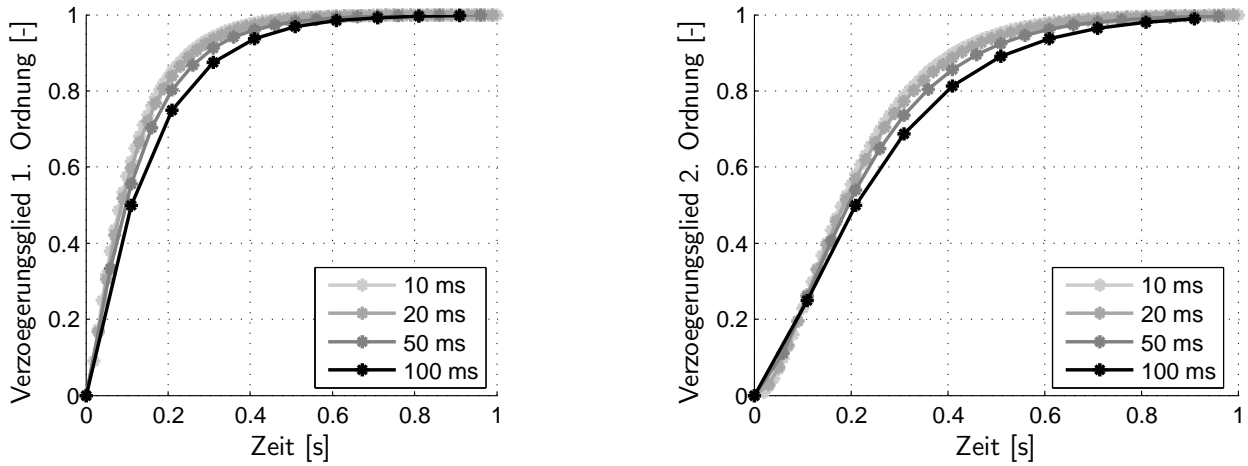 Verzoegerungsglied 1. Ordnung [-]
1
0.8
0.6
0.4
0.2
0
10 ms
20 ms
50 ms
100 ms
0 0.2 0.4 0.6 0.8 1
Zeit [s]
Verzoegerungsglied 2. Ordnung [-]
1
0.8
0.6
0.4
0.2
0
10 ms
20 ms
50 ms
100 ms
0 0.2 0.4 0.6 0.8 1
Zeit [s]